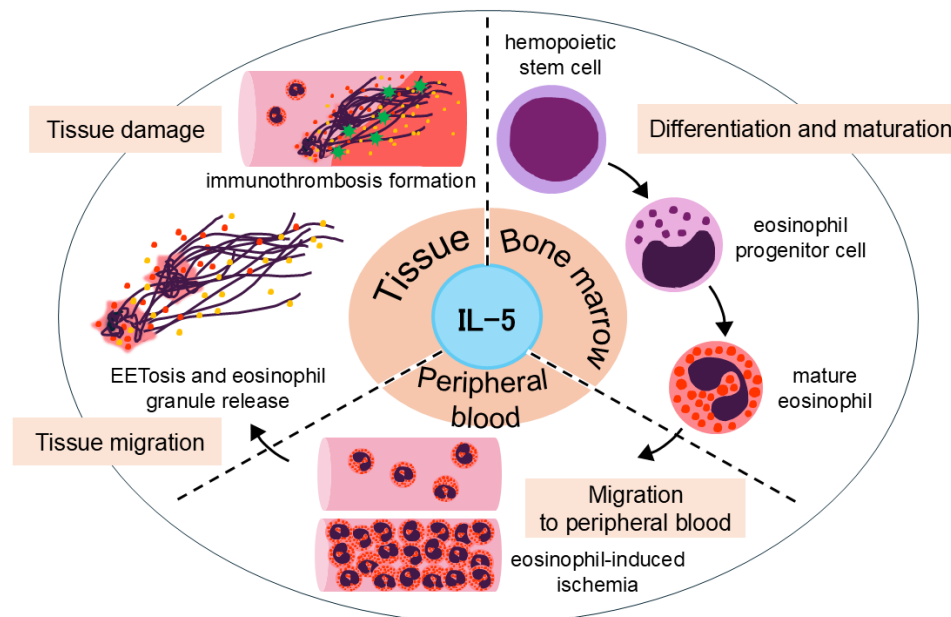 hemopoietic
stem cell
Differentiation and maturation
eosinophil
progenitor cell
mature
eosinophil
Migration
to peripheral blood
eosinophil-induced
ischemia
Tissue migration
EETosis and eosinophil
granule release
Tissue damage
immunothrombosis formation
Tissue
Bone marrow
IL-5
Peripheral
blood